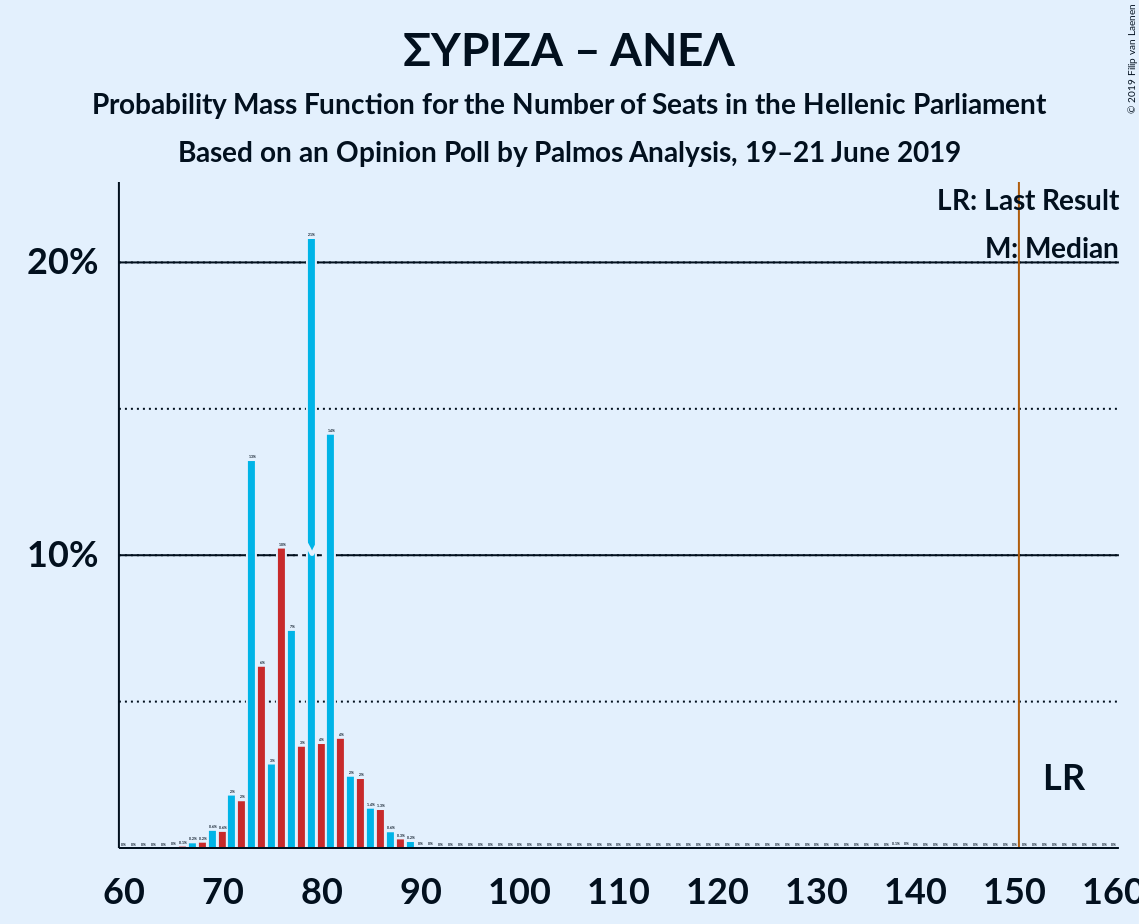 ΣΥΡΙΖΑ – ΑΝΕΛ
Probability Mass Function for the Number of Seats in the Hellenic Parliament
Based on an Opinion Poll by Palmos Analysis, 19–21 June 2019
© 2019 Filip van Laenen
LR: Last Result
M: Median
20%
10%
LR
60 70 80 90 100 110 120 130 140 150 160